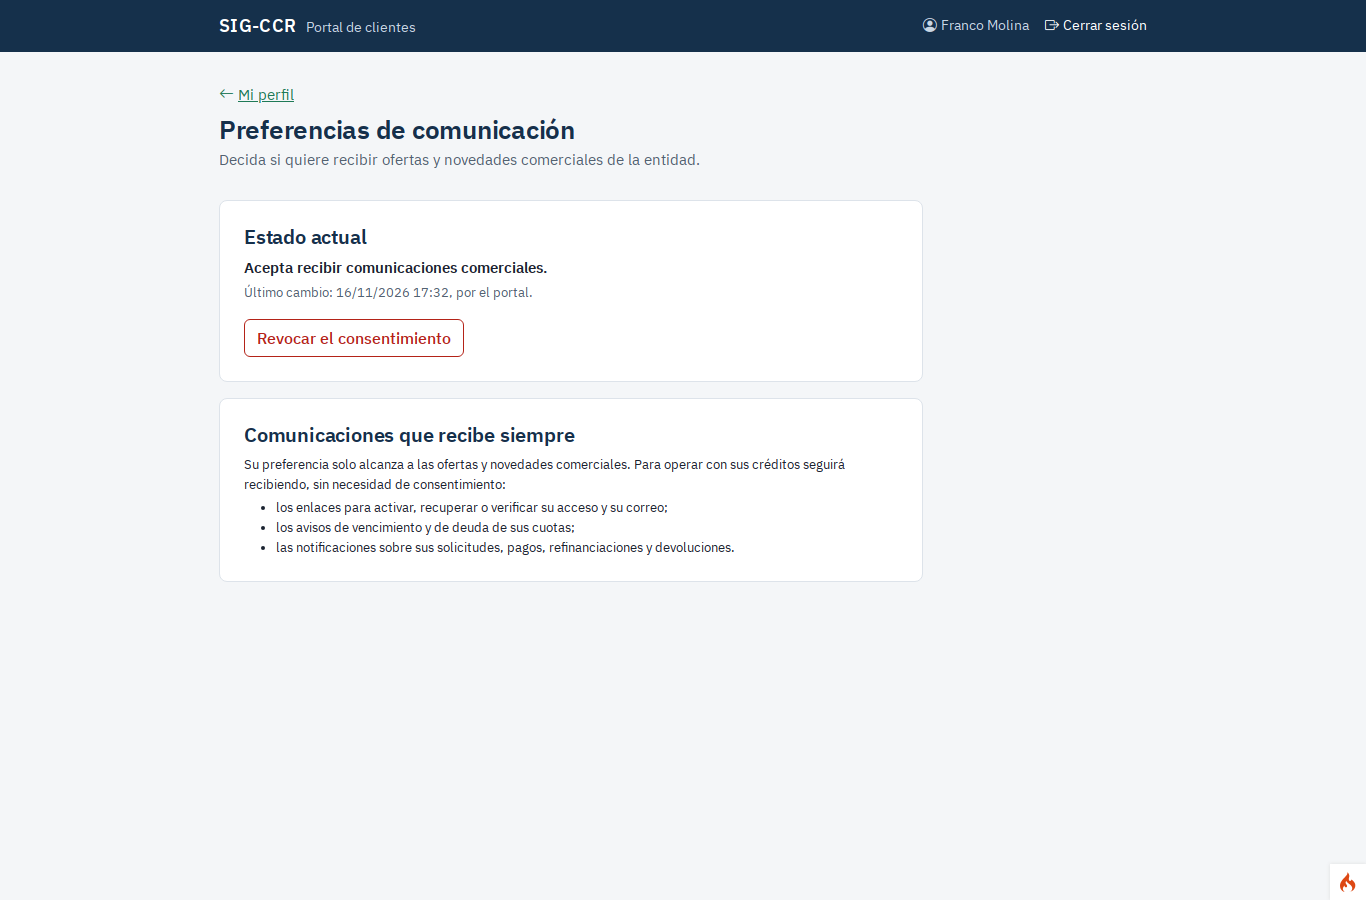 SIG-CCR Portal de clientes
Franco Molina Cerrar sesión
← Mi perfil
Preferencias de comunicación
Decida si quiere recibir ofertas y novedades comerciales de la entidad.
Estado actual
Acepta recibir comunicaciones comerciales.
Último cambio: 16/11/2026 17:32, por el portal.
Revocar el consentimiento
Comunicaciones que recibe siempre
Su preferencia solo alcanza a las ofertas y novedades comerciales. Para operar con sus créditos seguirá
recibiendo, sin necesidad de consentimiento:
• los enlaces para activar, recuperar o verificar su acceso y su correo;
• los avisos de vencimiento y de deuda de sus cuotas;
• las notificaciones sobre sus solicitudes, pagos, refinanciaciones y devoluciones.